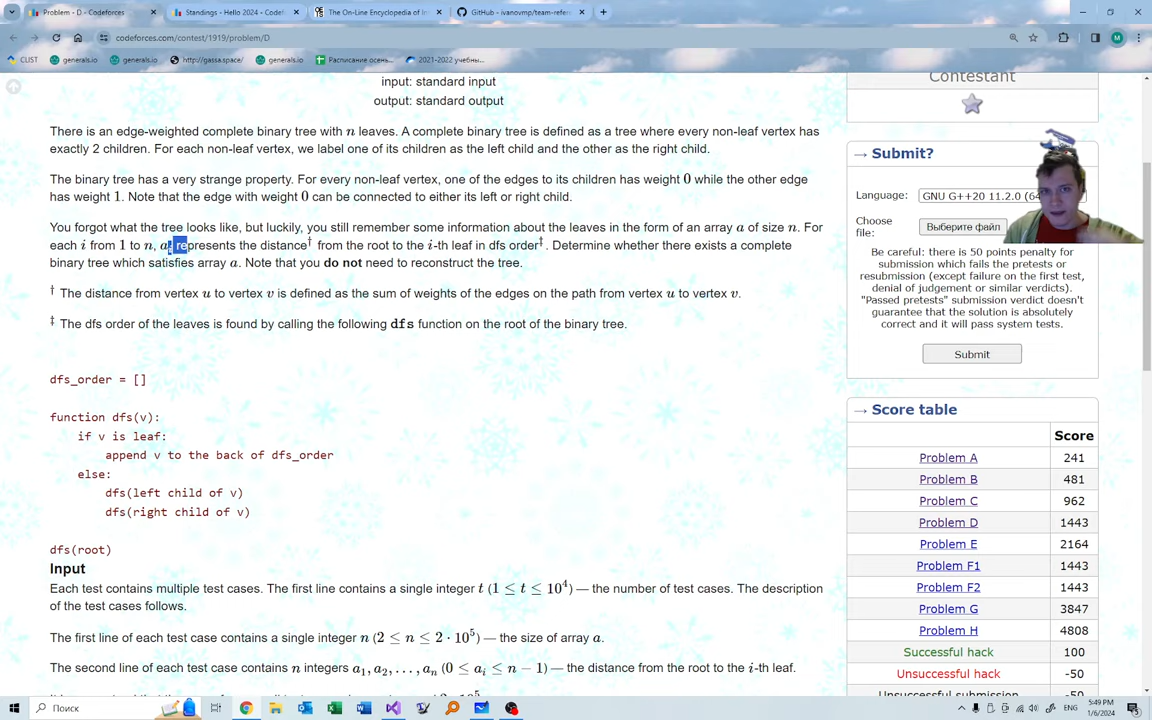 Problem - D - Codeforces
Standings - Hello 2024 - Codef
The On-Line Encyclopedia of In
GitHub - ivanovmp/team-refere
codeforces.com/contest/1919/problem/D
CLIST
generals.io
generals.io
http://gassa.space/
generals.io
Расписание осень...
2021-2022 учебны...
input: standard input
output: standard output
There is an edge-weighted complete binary tree with n leaves. A complete binary tree is defined as a tree where every non-leaf vertex has
exactly 2 children. For each non-leaf vertex, we label one of its children as the left child and the other as the right child.
The binary tree has a very strange property. For every non-leaf vertex, one of the edges to its children has weight 0 while the other edge
has weight 1. Note that the edge with weight 0 can be connected to either its left or right child.
You forgot what the tree looks like, but luckily, you still remember some information about the leaves in the form of an array a of size n. For
each i from 1 to n, aᵢ represents the distance† from the root to the i-th leaf in dfs order‡. Determine whether there exists a complete
binary tree which satisfies array a. Note that you do not need to reconstruct the tree.
† The distance from vertex u to vertex v is defined as the sum of weights of the edges on the path from vertex u to vertex v.
‡ The dfs order of the leaves is found by calling the following dfs function on the root of the binary tree.
dfs_order = []
function dfs(v):
if v is leaf:
append v to the back of dfs_order
else:
dfs(left child of v)
dfs(right child of v)
dfs(root)
Input
Each test contains multiple test cases. The first line contains a single integer t (1 ≤ t ≤ 10⁴) — the number of test cases. The description
of the test cases follows.
The first line of each test case contains a single integer n (2 ≤ n ≤ 2 · 10⁵) — the size of array a.
The second line of each test case contains n integers a₁, a₂, . . . , aₙ (0 ≤ aᵢ ≤ n − 1) — the distance from the root to the i-th leaf.
Contestant
→ Submit?
Language:
GNU G++20 11.2.0 (64
Choose
file:
Выберите файл
Be careful: there is 50 points penalty for
submission which fails the pretests or
resubmission (except failure on the first test,
denial of judgement or similar verdicts).
"Passed pretests" submission verdict doesn't
guarantee that the solution is absolutely
correct and it will pass system tests.
Submit
→ Score table
Score
Problem A 241
Problem B 481
Problem C 962
Problem D 1443
Problem E 2164
Problem F1 1443
Problem F2 1443
Problem G 3847
Problem H 4808
Successful hack 100
Unsuccessful hack -50
Unsuccessful submission -50
Поиск
ENG
5:49 PM
1/6/2024